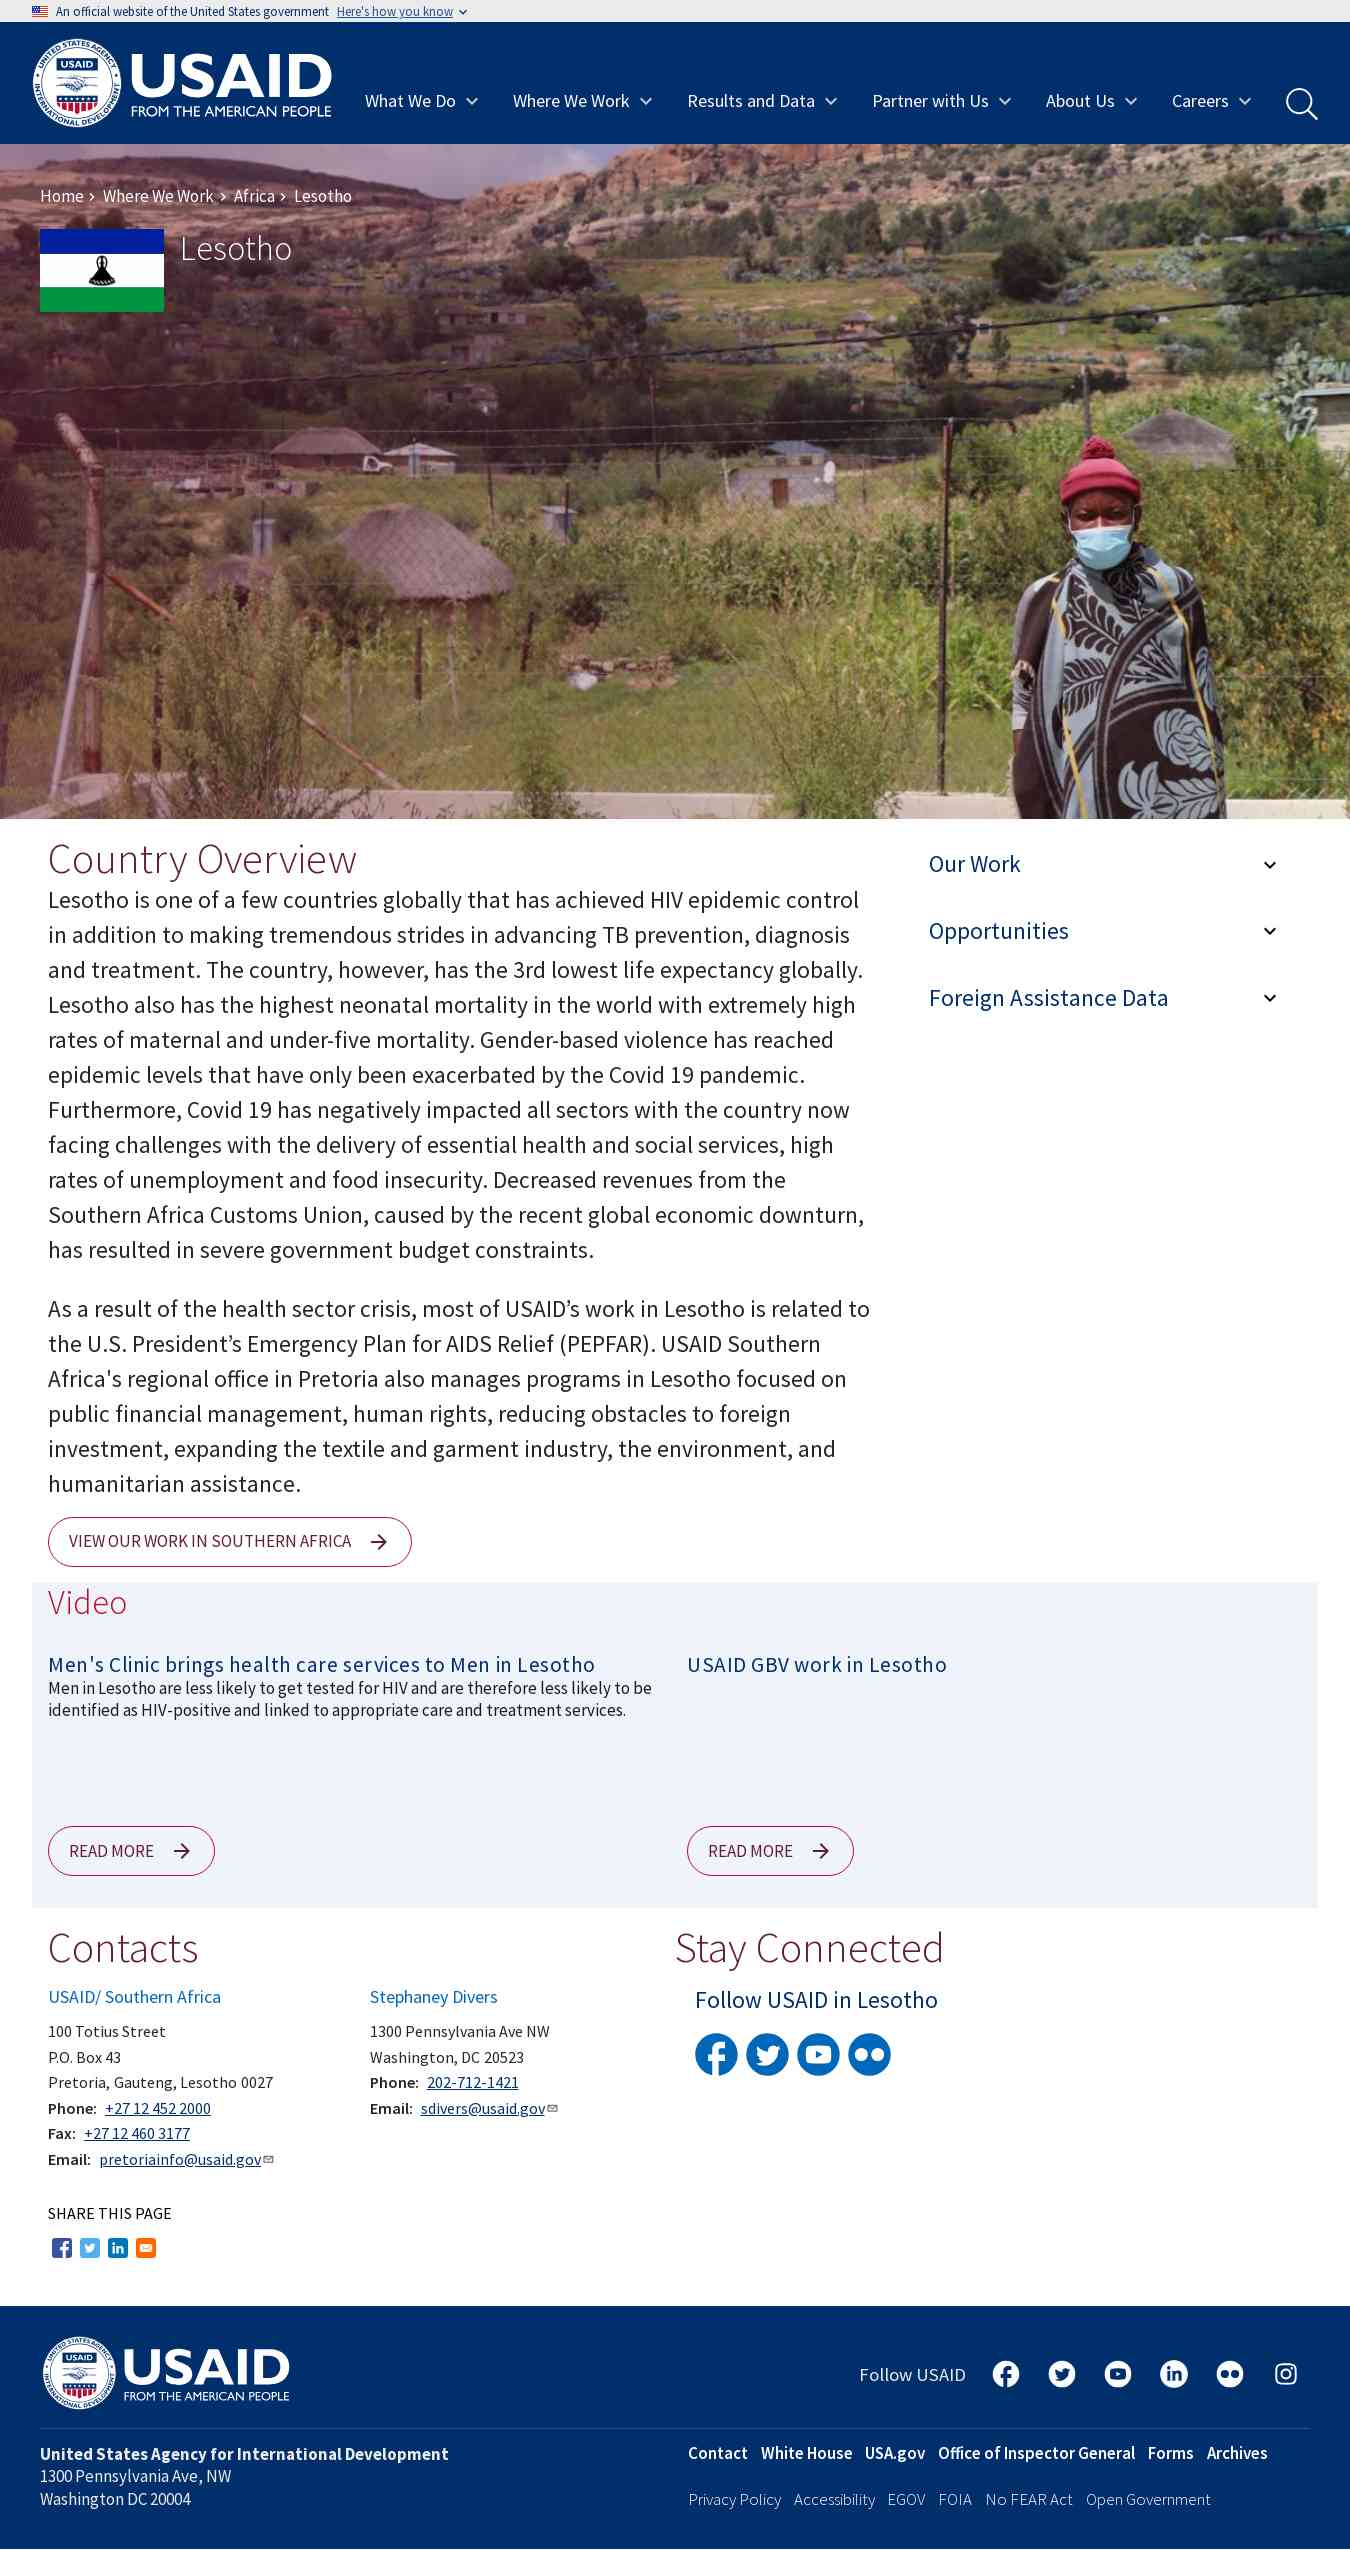 An official website of the United States government Here's how you know
UNITED STATES AGENCY
USAID
INTERNATIONAL DEVELOPMENT
USAID
FROM THE AMERICAN PEOPLE
What We Do
Where We Work
Results and Data
Partner with Us
About Us
Careers
Home
Where We Work
Africa
Lesotho
Lesotho
Country Overview
Lesotho is one of a few countries globally that has achieved HIV epidemic control
in addition to making tremendous strides in advancing TB prevention, diagnosis
and treatment. The country, however, has the 3rd lowest life expectancy globally.
Lesotho also has the highest neonatal mortality in the world with extremely high
rates of maternal and under-five mortality. Gender-based violence has reached
epidemic levels that have only been exacerbated by the Covid 19 pandemic.
Furthermore, Covid 19 has negatively impacted all sectors with the country now
facing challenges with the delivery of essential health and social services, high
rates of unemployment and food insecurity. Decreased revenues from the
Southern Africa Customs Union, caused by the recent global economic downturn,
has resulted in severe government budget constraints.
As a result of the health sector crisis, most of USAID’s work in Lesotho is related to
the U.S. President’s Emergency Plan for AIDS Relief (PEPFAR). USAID Southern
Africa's regional office in Pretoria also manages programs in Lesotho focused on
public financial management, human rights, reducing obstacles to foreign
investment, expanding the textile and garment industry, the environment, and
humanitarian assistance.
VIEW OUR WORK IN SOUTHERN AFRICA
Our Work
Opportunities
Foreign Assistance Data
Video
Men's Clinic brings health care services to Men in Lesotho
Men in Lesotho are less likely to get tested for HIV and are therefore less likely to be
identified as HIV-positive and linked to appropriate care and treatment services.
READ MORE
USAID GBV work in Lesotho
READ MORE
Contacts
USAID/ Southern Africa
100 Totius Street
P.O. Box 43
Pretoria, Gauteng, Lesotho 0027
Phone: +27 12 452 2000
Fax: +27 12 460 3177
Email: pretoriainfo@usaid.gov
Stephaney Divers
1300 Pennsylvania Ave NW
Washington, DC 20523
Phone: 202-712-1421
Email: sdivers@usaid.gov
Stay Connected
Follow USAID in Lesotho
SHARE THIS PAGE
UNITED STATES AGENCY
USAID
INTERNATIONAL DEVELOPMENT
USAID
FROM THE AMERICAN PEOPLE
Follow USAID
United States Agency for International Development
1300 Pennsylvania Ave, NW
Washington DC 20004
Contact White House USA.gov Office of Inspector General Forms Archives
Privacy Policy Accessibility EGOV FOIA No FEAR Act Open Government